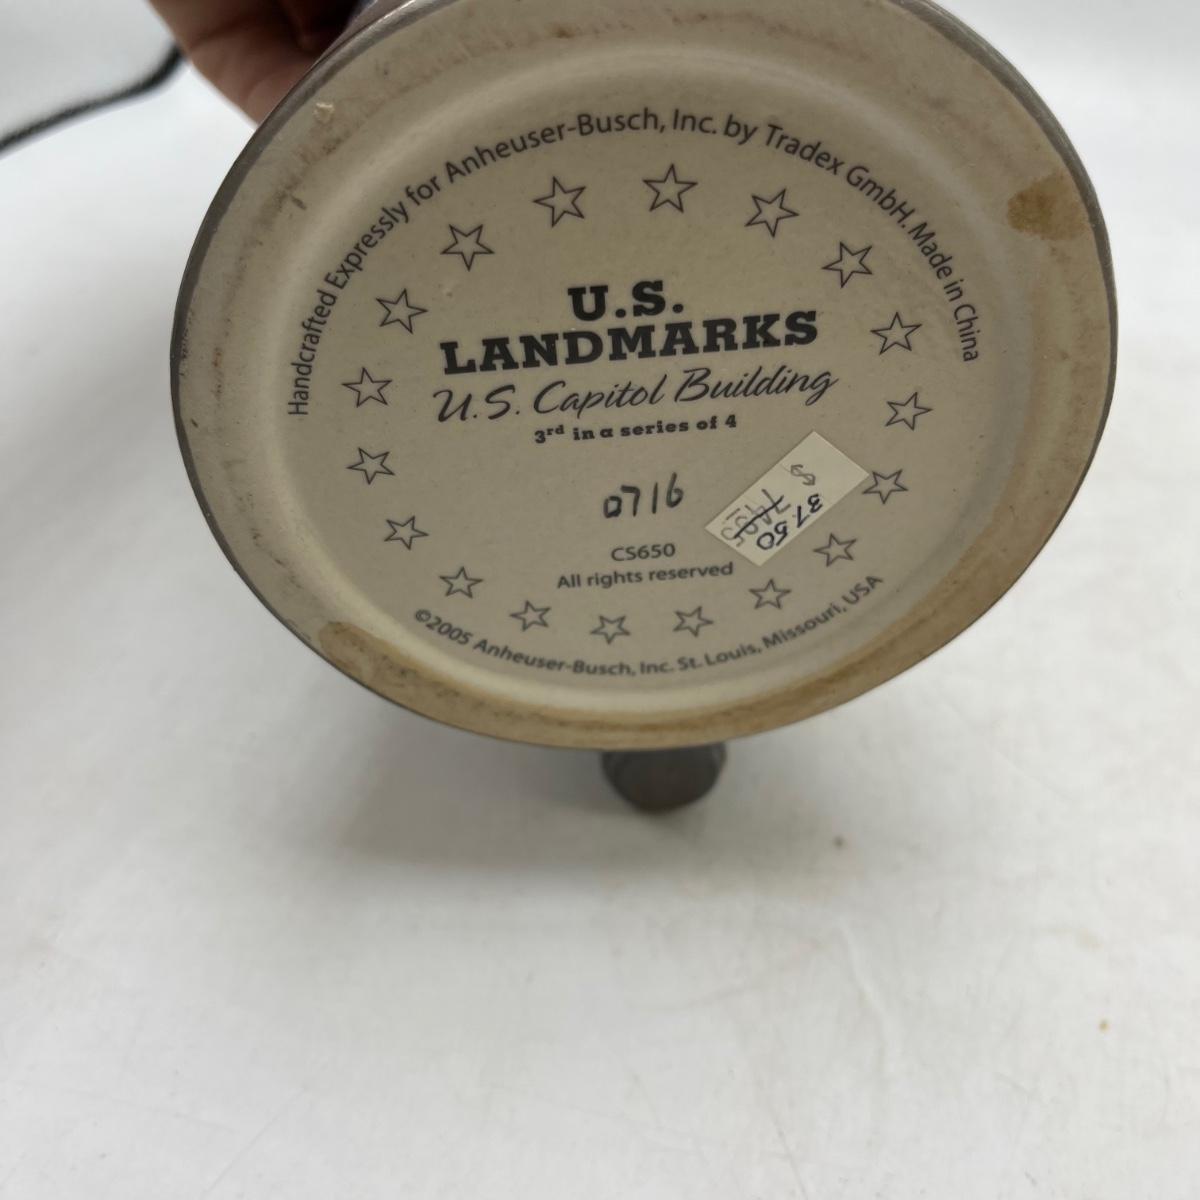 Handcrafted Expressly for Anheuser-Busch, Inc. by Tradex GmbH. Made in China
U.S.
LANDMARKS
U.S. Capitol Building
3rd in a series of 4
0716
$
37.50
CS650
All rights reserved
©2005 Anheuser-Busch, Inc. St. Louis, Missouri, USA